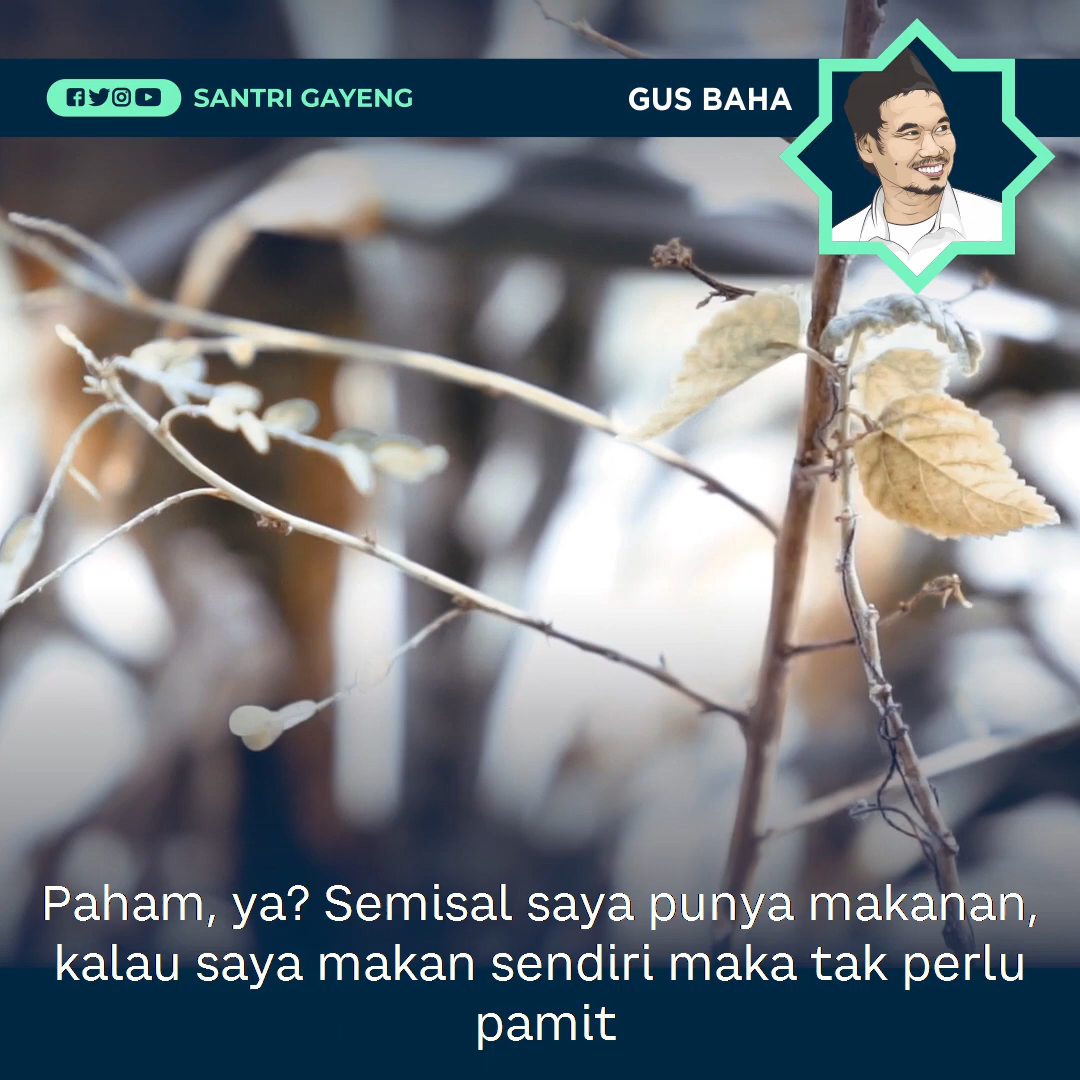 SANTRI GAYENG
GUS BAHA
Paham, ya? Semisal saya punya makanan,
kalau saya makan sendiri maka tak perlu
pamit